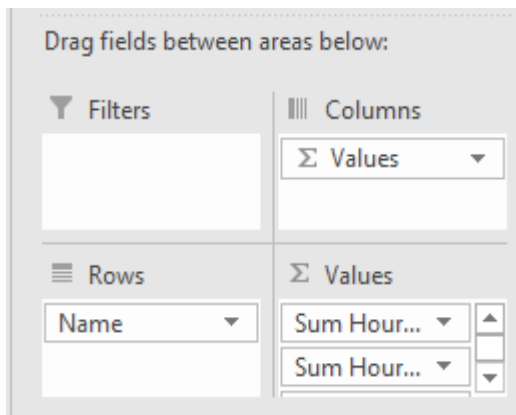 Drag fields between areas below:
Filters
Columns
Σ Values
Rows
Σ Values
Name
Sum Hour...
Sum Hour...